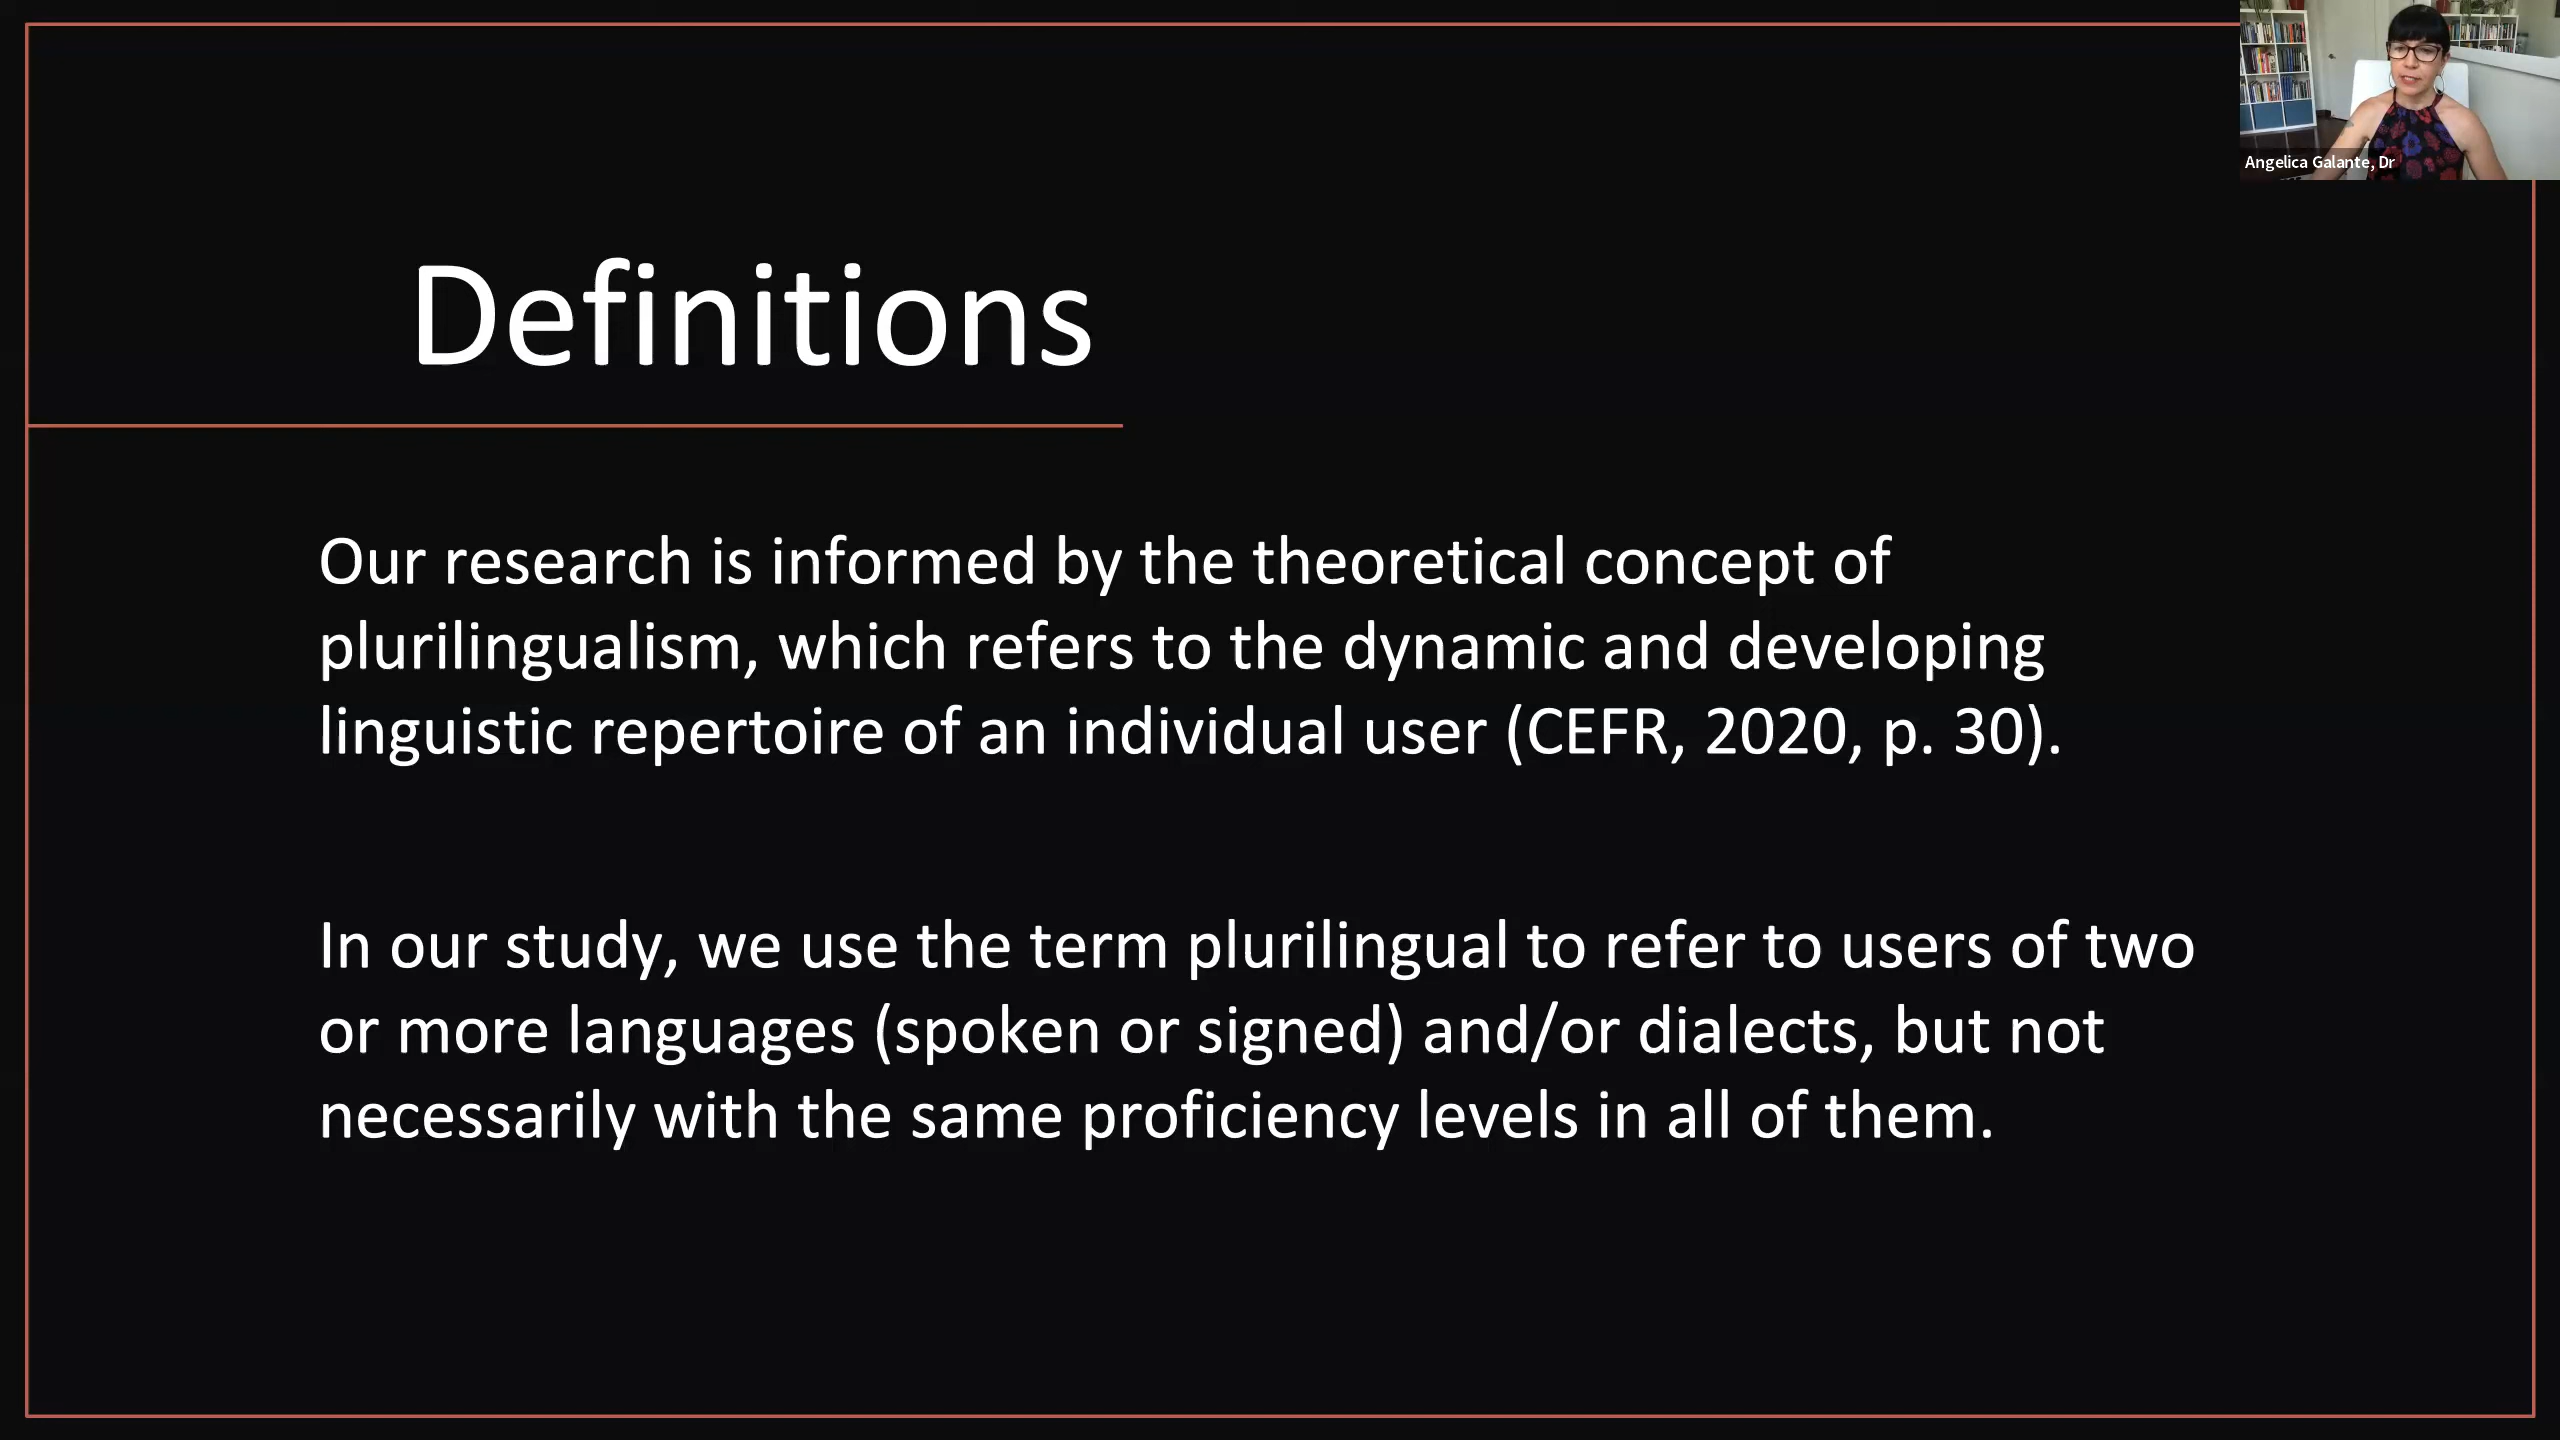 Angelica Galante, Dr
Definitions
Our research is informed by the theoretical concept of
plurilingualism, which refers to the dynamic and developing
linguistic repertoire of an individual user (CEFR, 2020, p. 30).
In our study, we use the term plurilingual to refer to users of two
or more languages (spoken or signed) and/or dialects, but not
necessarily with the same proficiency levels in all of them.